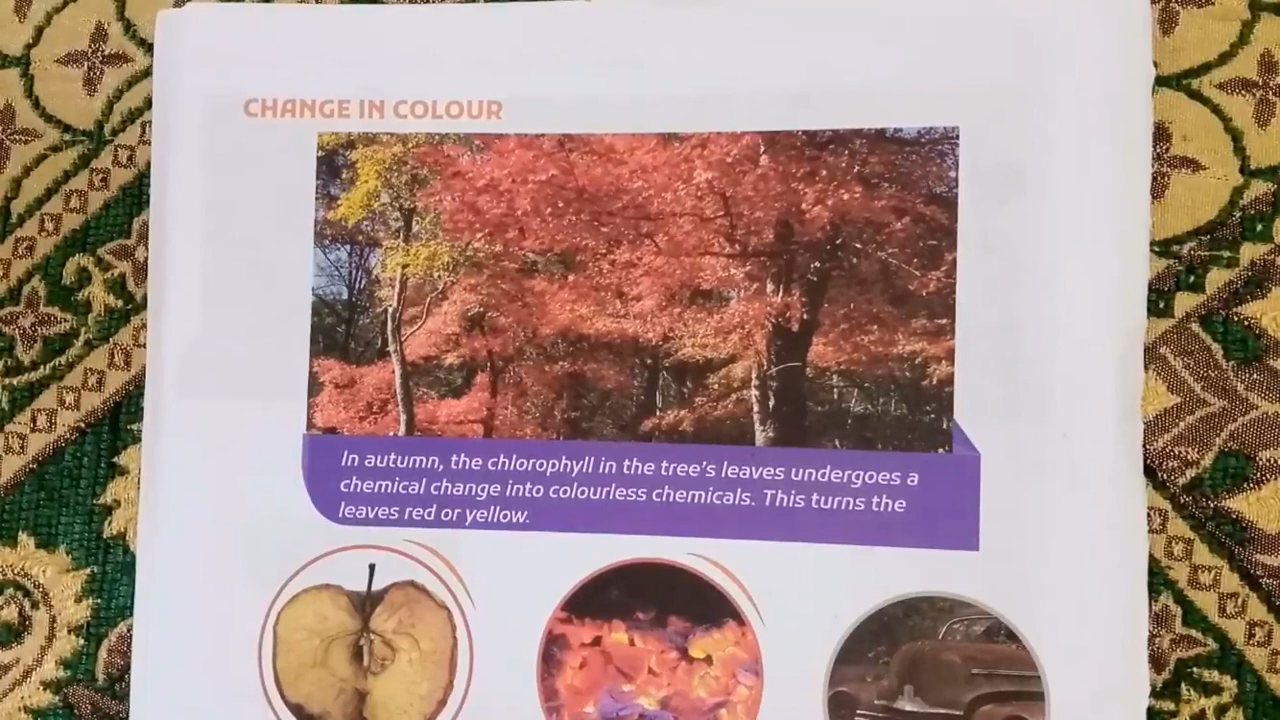 CHANGE IN COLOUR
In autumn, the chlorophyll in the tree's leaves undergoes a
chemical change into colourless chemicals. This turns the
leaves red or yellow.